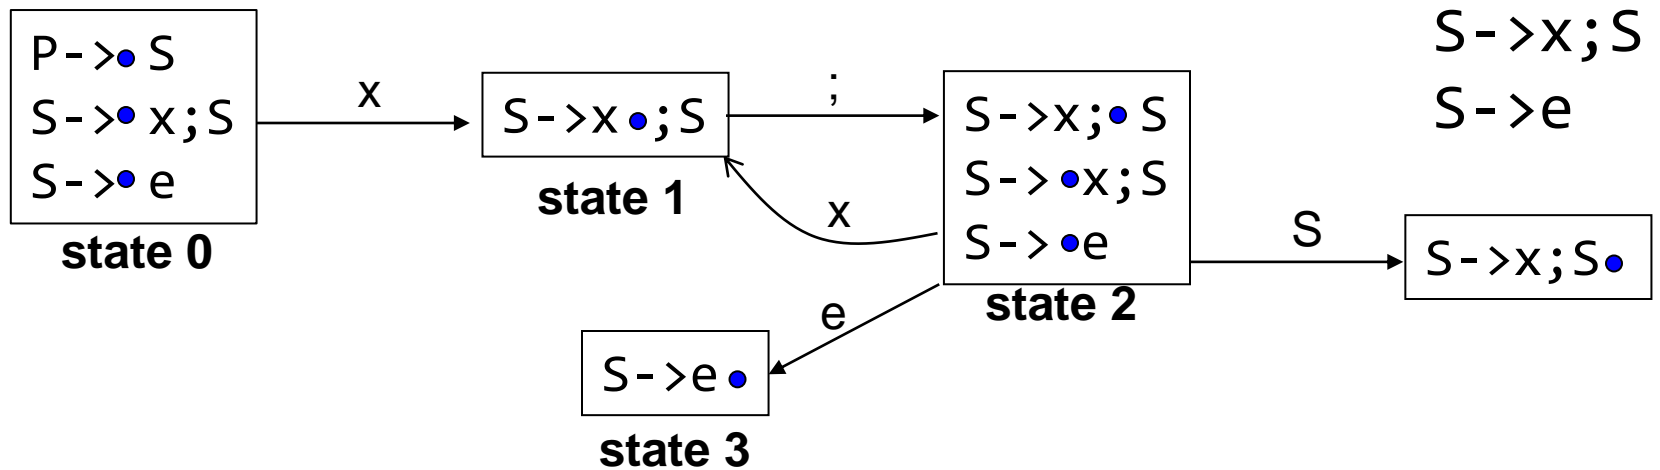 P->• S
S->• x;S
S->• e
state 0
x
S->x•;S
state 1
;
x
S->x;• S
S-> •x;S
S-> •e
state 2
e
S->e•
state 3
S
S->x;S•
S->x;S
S->e